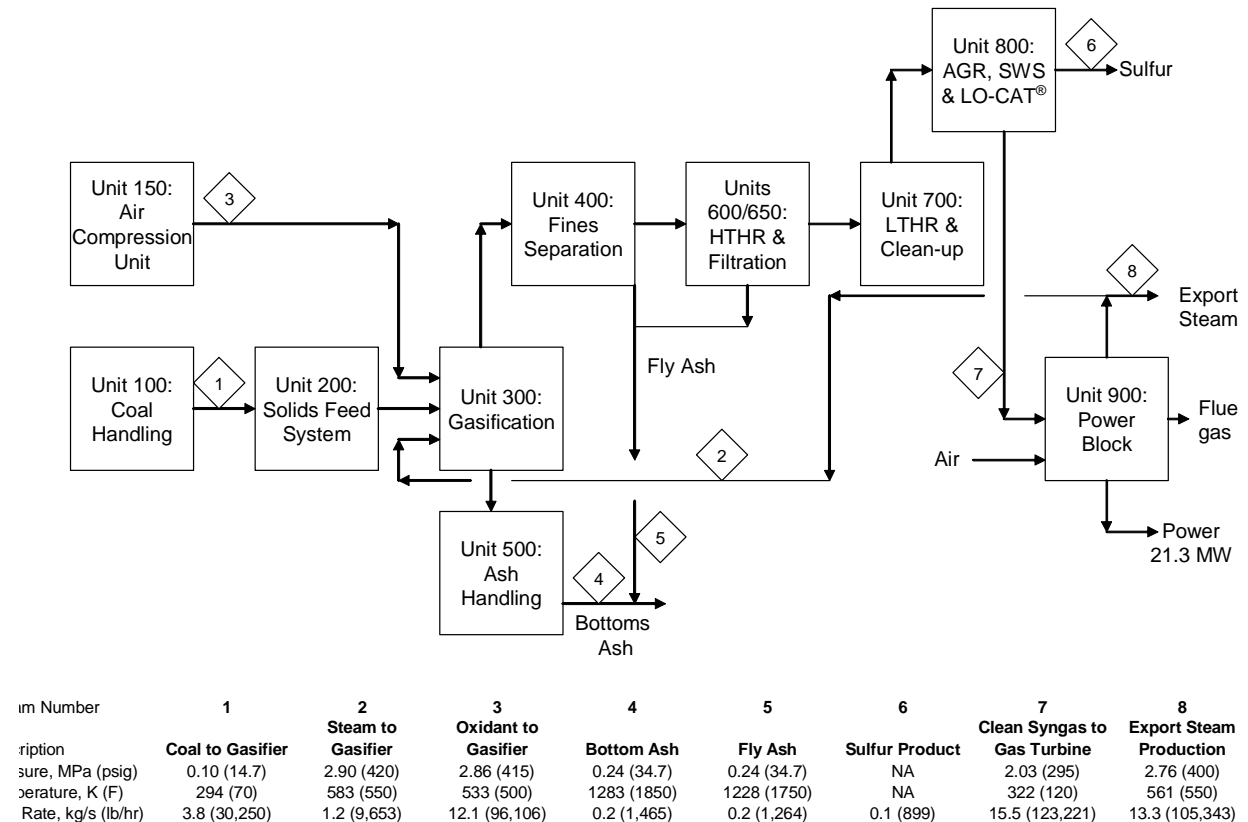 6
Unit 800:
AGR, SWS
& LO-CAT®
Sulfur
Unit 150:
Air
Compression
Unit
3
Unit 400:
Fines
Separation
Units
600/650:
HTHR &
Filtration
Unit 700:
LTHR &
Clean-up
8
Export
Steam
Fly Ash
Unit 100:
Coal
Handling
1
Unit 200:
Solids Feed
System
Unit 300:
Gasification
7
Unit 900:
Power
Block
Flue
gas
Air
2
Unit 500:
Ash
Handling
4
5
Bottoms
Ash
Power
21.3 MW
m Number 1 2 3 4 5 6 7 8
Steam to Oxidant to Clean Syngas to Export Steam
ription Coal to Gasifier Gasifier Gasifier Bottom Ash Fly Ash Sulfur Product Gas Turbine Production
sure, MPa (psig) 0.10 (14.7) 2.90 (420) 2.86 (415) 0.24 (34.7) 0.24 (34.7) NA 2.03 (295) 2.76 (400)
perature, K (F) 294 (70) 583 (550) 533 (500) 1283 (1850) 1228 (1750) NA 322 (120) 561 (550)
Rate, kg/s (lb/hr) 3.8 (30,250) 1.2 (9,653) 12.1 (96,106) 0.2 (1,465) 0.2 (1,264) 0.1 (899) 15.5 (123,221) 13.3 (105,343)